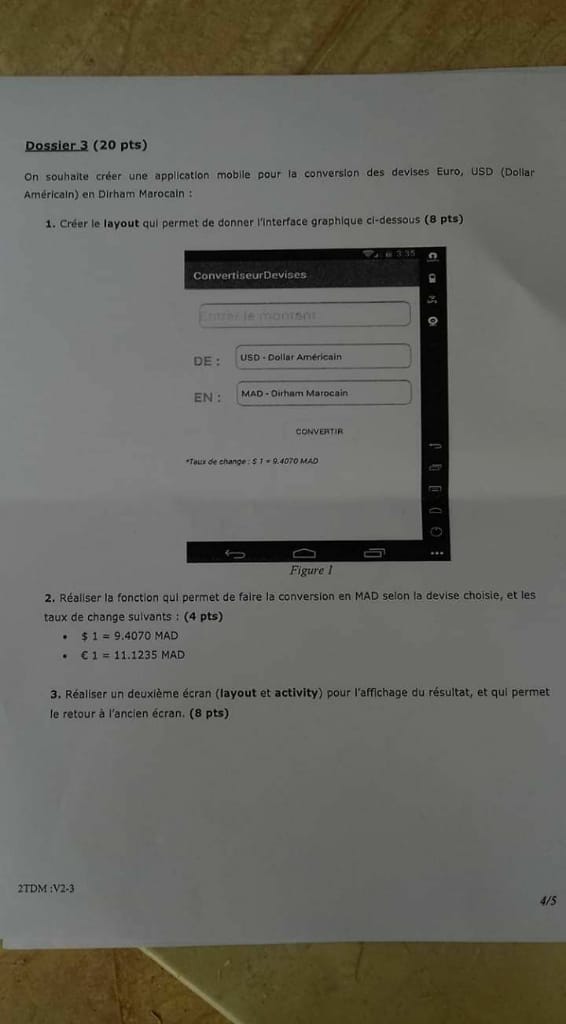 Dossier 3 (20 pts)
On souhaite créer une application mobile pour la conversion des devises Euro, USD (Dollar
Américain) en Dirham Marocain :
1. Créer le layout qui permet de donner l'interface graphique ci-dessous (8 pts)
3:35
ConvertiseurDevises
Entrer le montant
DE : USD - Dollar Américain
EN : MAD - Dirham Marocain
CONVERTIR
*Taux de change : $ 1 = 9.4070 MAD
Figure 1
2. Réaliser la fonction qui permet de faire la conversion en MAD selon la devise choisie, et les
taux de change suivants : (4 pts)
• $ 1 = 9.4070 MAD
• € 1 = 11.1235 MAD
3. Réaliser un deuxième écran (layout et activity) pour l'affichage du résultat, et qui permet
le retour à l'ancien écran. (8 pts)
2TDM :V2-3
4/5